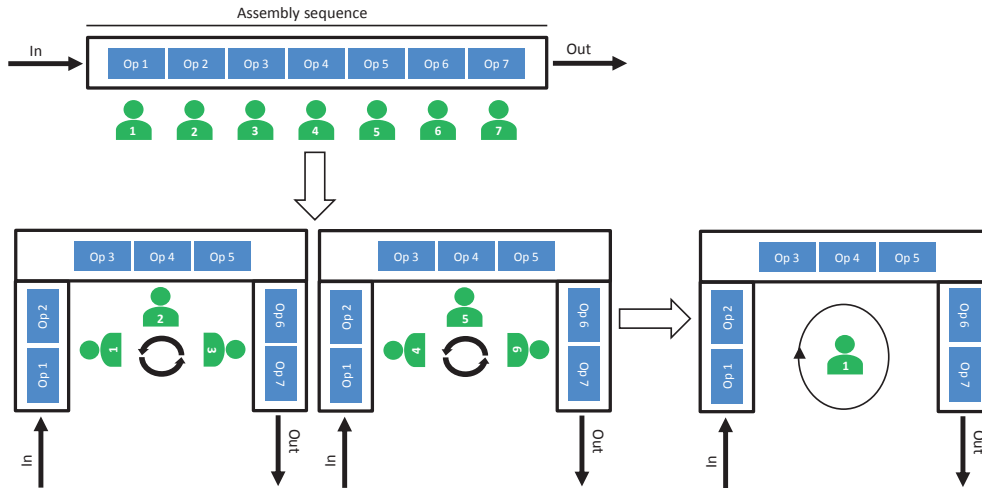 Assembly sequence
In
Out
Op 1 Op 2 Op 3 Op 4 Op 5 Op 6 Op 7
1 2 3 4 5 6 7
Op 3 Op 4 Op 5
Op 2
Op 1
2
1
3
Op 6
Op 7
In
Out
Op 3 Op 4 Op 5
Op 2
Op 1
5
4
6
Op 6
Op 7
In
Out
Op 3 Op 4 Op 5
Op 2
Op 1
1
Op 6
Op 7
In
Out